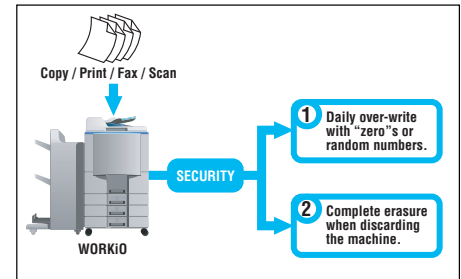 Copy / Print / Fax / Scan
WORKiO
SECURITY
1 Daily over-write
with "zero"s or
random numbers.
2 Complete erasure
when discarding
the machine.